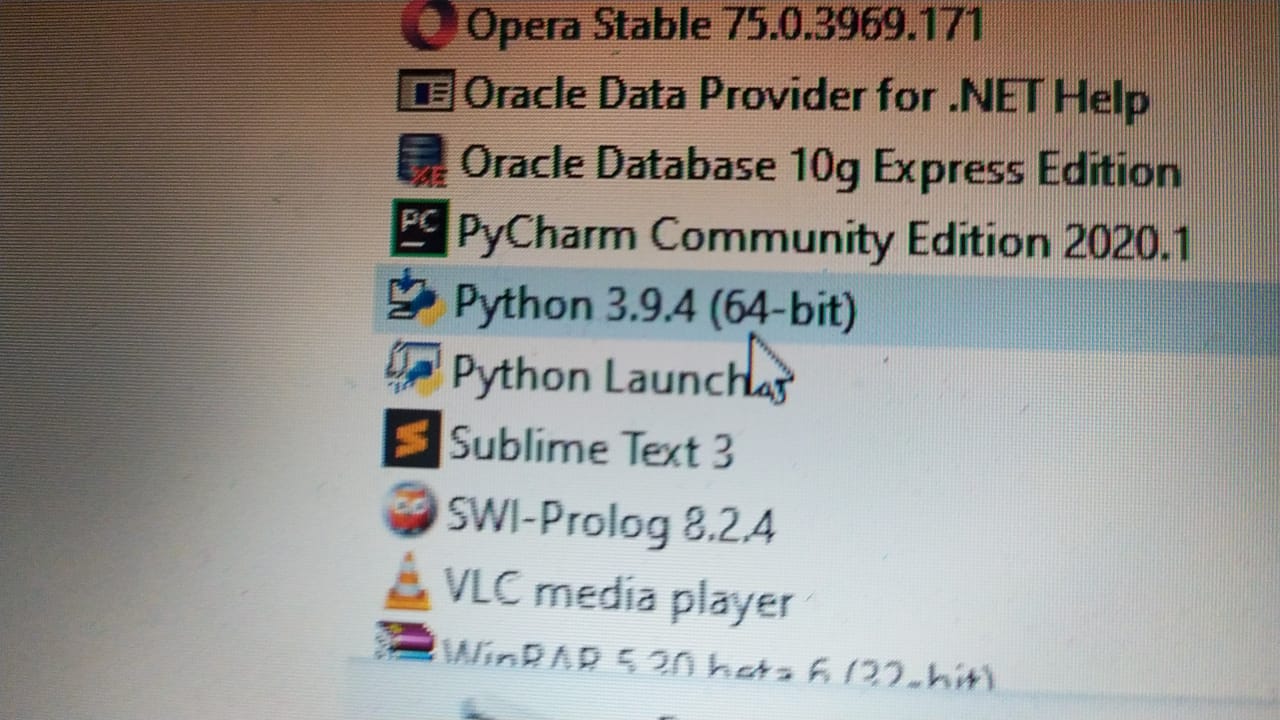 Opera Stable 75.0.3969.171
Oracle Data Provider for .NET Help
XE
Oracle Database 10g Express Edition
PC
PyCharm Community Edition 2020.1
Python 3.9.4 (64-bit)
Python Launcher
Sublime Text 3
SWI-Prolog 8.2.4
VLC media player
WinRAR 5.20 beta 6 (32-bit)